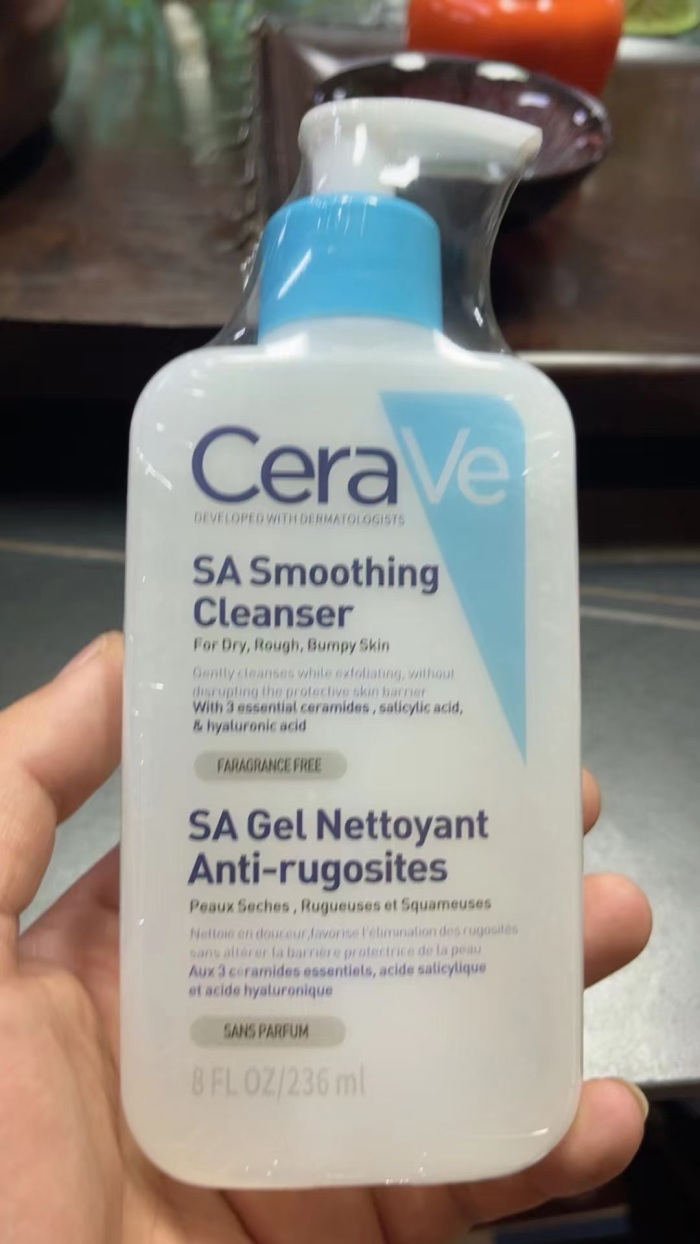 CeraVe
DEVELOPED WITH DERMATOLOGISTS
SA Smoothing
Cleanser
For Dry, Rough, Bumpy Skin
Gently cleanses while exfoliating, without
disrupting the protective skin barrier
With 3 essential ceramides , salicylic acid,
& hyaluronic acid
FARAGRANCE FREE
SA Gel Nettoyant
Anti-rugosites
Peaux Seches , Rugueuses et Squameuses
Nettoie en douceur,favorise l'élimination des rugosités
sans altérer la barrière protectrice de la peau
Aux 3 céramides essentiels, acide salicylique
et acide hyaluronique
SANS PARFUM
8 FL OZ/236 ml